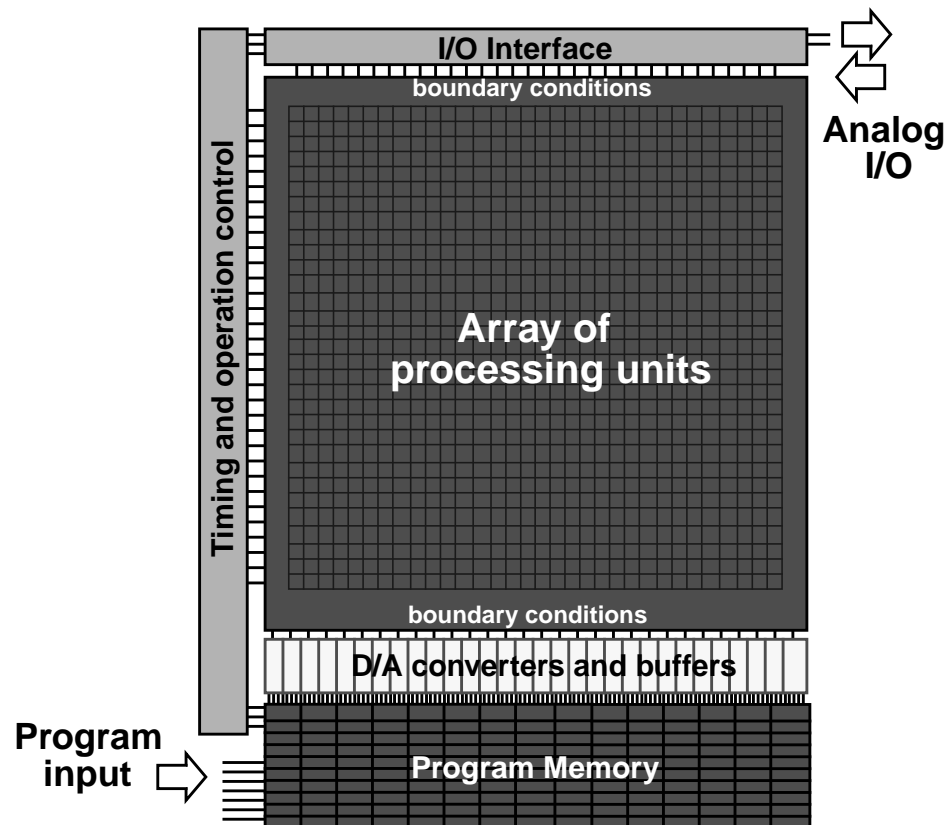 I/O Interface
boundary conditions
Analog
I/O
Timing and operation control
Array of
processing units
boundary conditions
D/A converters and buffers
Program
input
Program Memory